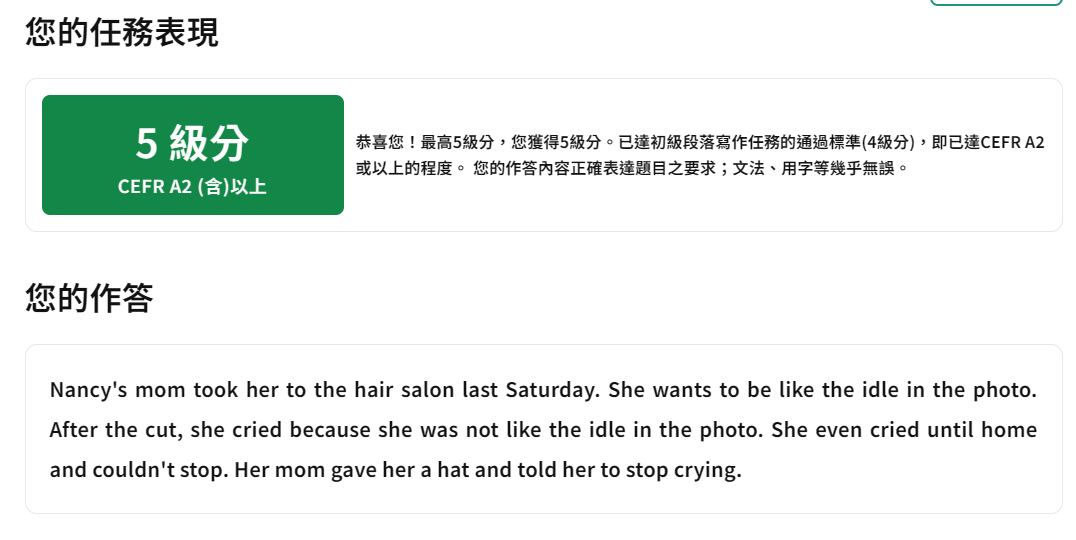 您的任務表現
5 級分
CEFR A2 (含)以上
恭喜您！最高5級分，您獲得5級分。已達初級段落寫作任務的通過標準(4級分)，即已達CEFR A2
或以上的程度。 您的作答內容正確表達題目之要求；文法、用字等幾乎無誤。
您的作答
Nancy's mom took her to the hair salon last Saturday. She wants to be like the idle in the photo.
After the cut, she cried because she was not like the idle in the photo. She even cried until home
and couldn't stop. Her mom gave her a hat and told her to stop crying.